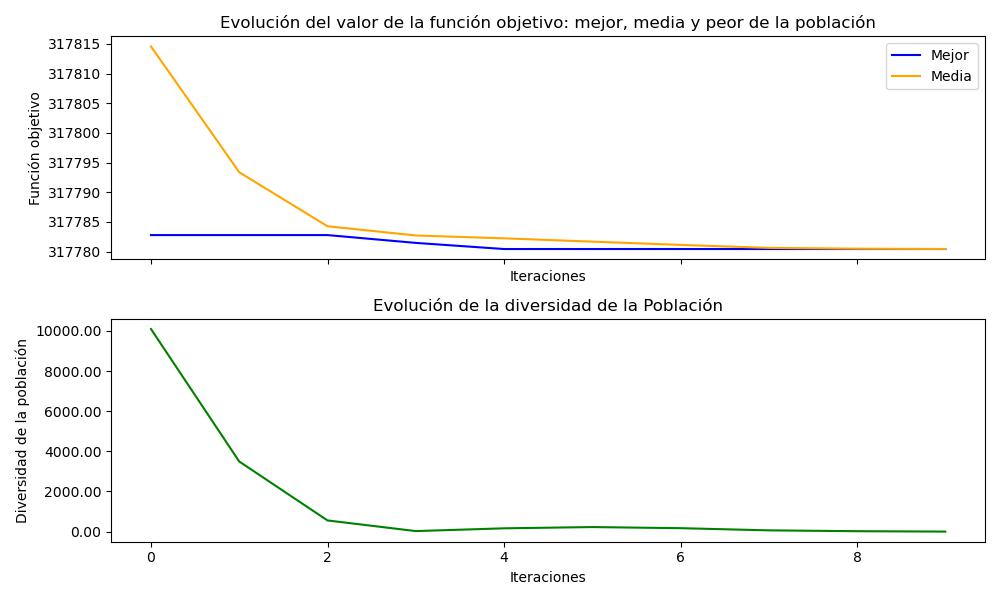 Evolución del valor de la función objetivo: mejor, media y peor de la población
Función objetivo
317815
317810
317805
317800
317795
317790
317785
317780
Mejor
Media
Iteraciones
Evolución de la diversidad de la Población
Diversidad de la población
10000.00
8000.00
6000.00
4000.00
2000.00
0.00
0 2 4 6 8
Iteraciones